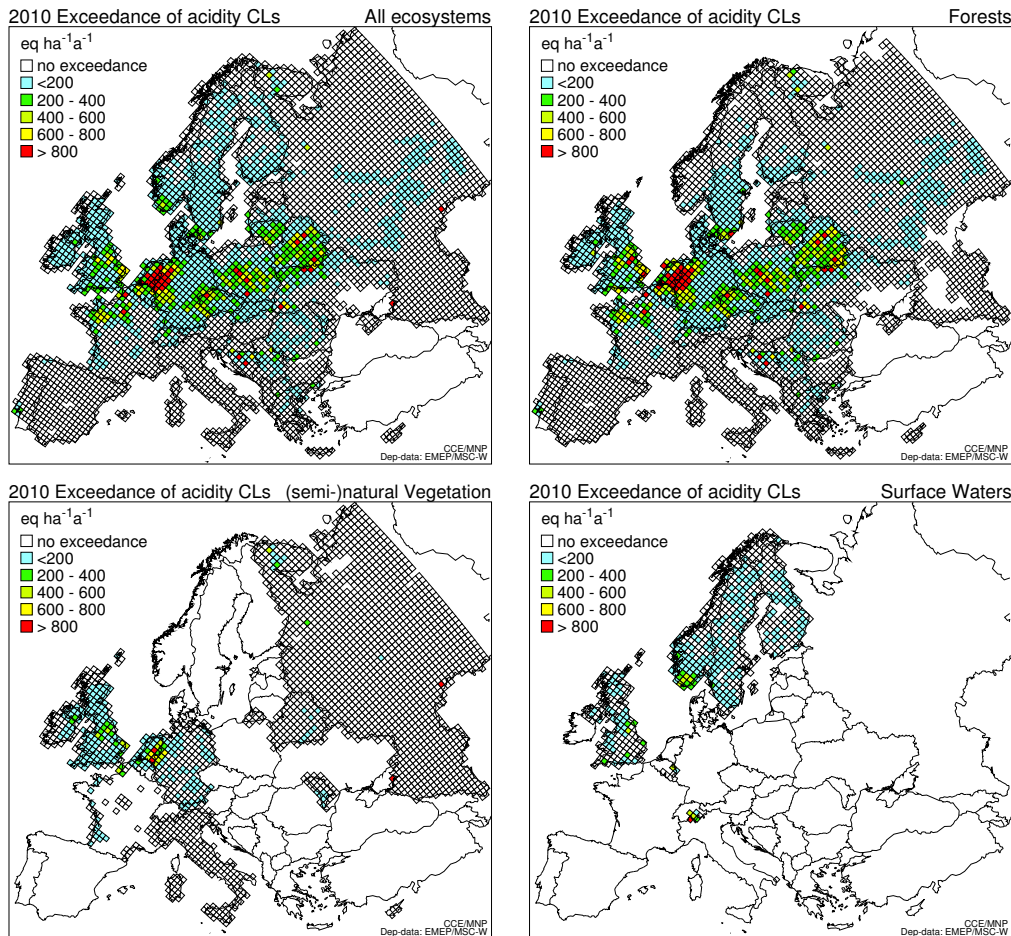 2010 Exceedance of acidity CLs All ecosystems
eq ha⁻¹a⁻¹
no exceedance
<200
200 - 400
400 - 600
600 - 800
> 800
CCE/MNP
Dep-data: EMEP/MSC-W
2010 Exceedance of acidity CLs Forests
eq ha⁻¹a⁻¹
no exceedance
<200
200 - 400
400 - 600
600 - 800
> 800
CCE/MNP
Dep-data: EMEP/MSC-W
2010 Exceedance of acidity CLs (semi-)natural Vegetation
eq ha⁻¹a⁻¹
no exceedance
<200
200 - 400
400 - 600
600 - 800
> 800
CCE/MNP
Dep-data: EMEP/MSC-W
2010 Exceedance of acidity CLs Surface Waters
eq ha⁻¹a⁻¹
no exceedance
<200
200 - 400
400 - 600
600 - 800
> 800
CCE/MNP
Dep-data: EMEP/MSC-W